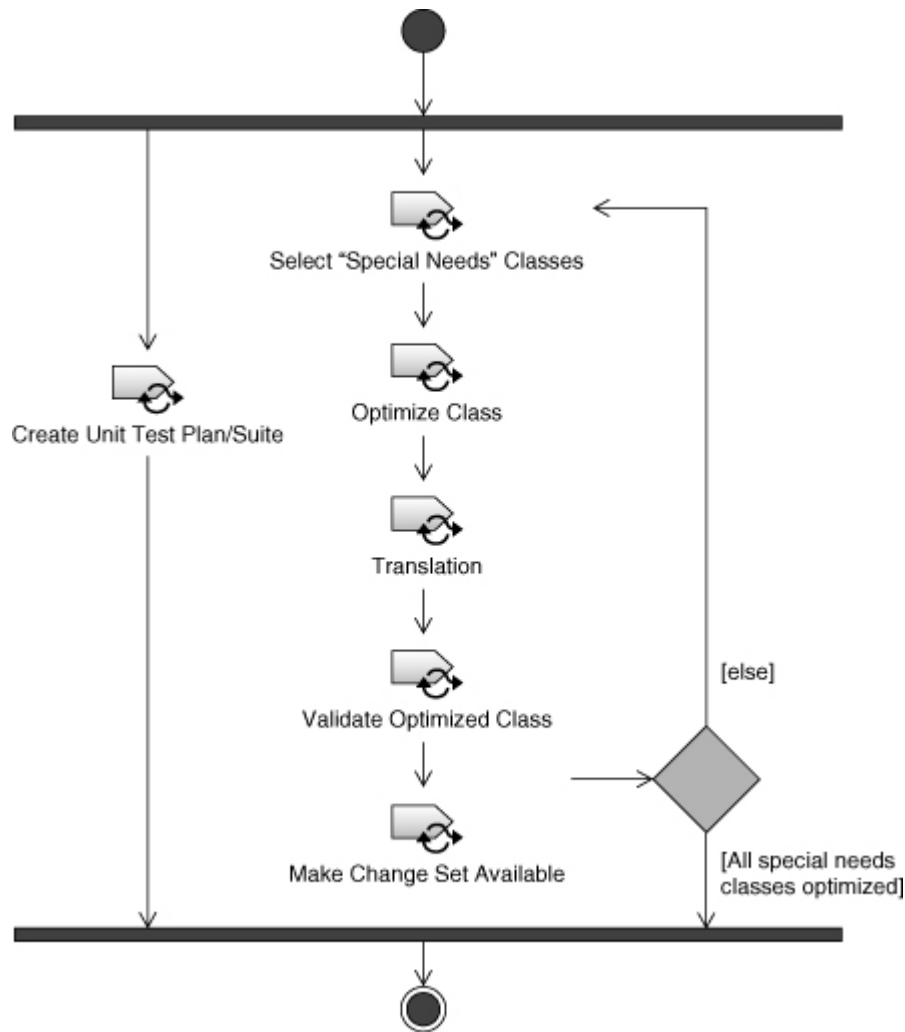 Select “Special Needs" Classes
Create Unit Test Plan/Suite
Optimize Class
Translation
Validate Optimized Class
[else]
Make Change Set Available
[All special needs
classes optimized]